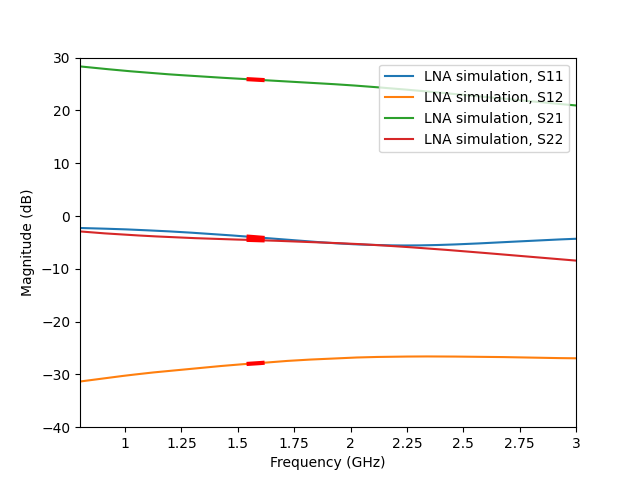 30
20
10
0
−10
−20
−30
−40
Magnitude (dB)
LNA simulation, S11
LNA simulation, S12
LNA simulation, S21
LNA simulation, S22
1 1.25 1.5 1.75 2 2.25 2.5 2.75 3
Frequency (GHz)